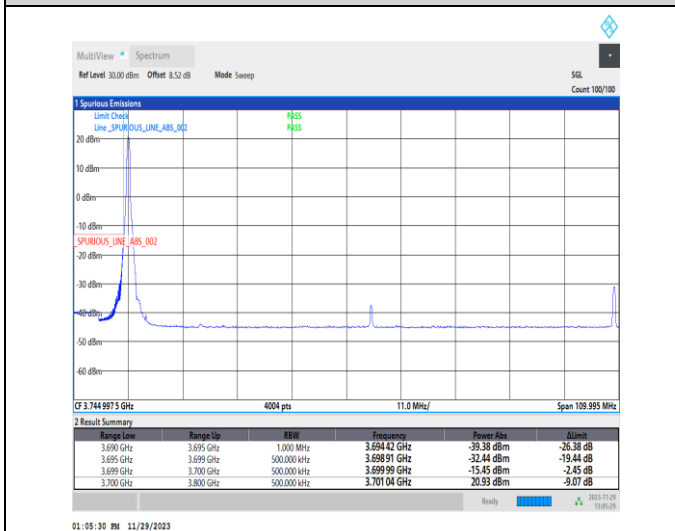 MultiView Spectrum
Ref Level 30.00 dBm Offset 8.52 dB Mode Sweep SGL
Count 100/100
1 Spurious Emissions
Limit Check PASS
Line _SPURIOUS_LINE_ABS_002 PASS
20 dBm
10 dBm
0 dBm
-10 dBm
_SPURIOUS_LINE_ABS_002
-20 dBm
-30 dBm
-40 dBm
-50 dBm
-60 dBm
CF 3.744 997 5 GHz 4004 pts 11.0 MHz/ Span 109.995 MHz
2 Result Summary
Range Low Range Up RBW Frequency Power Abs ΔLimit
3.690 GHz 3.695 GHz 1.000 MHz 3.694 42 GHz -39.38 dBm -26.38 dB
3.695 GHz 3.699 GHz 500.000 kHz 3.698 91 GHz -32.44 dBm -19.44 dB
3.699 GHz 3.700 GHz 500.000 kHz 3.699 99 GHz -15.45 dBm -2.45 dB
3.700 GHz 3.800 GHz 500.000 kHz 3.701 04 GHz 20.93 dBm -9.07 dB
Ready 2023-11-29
13:05:29
01:05:30 PM 11/29/2023